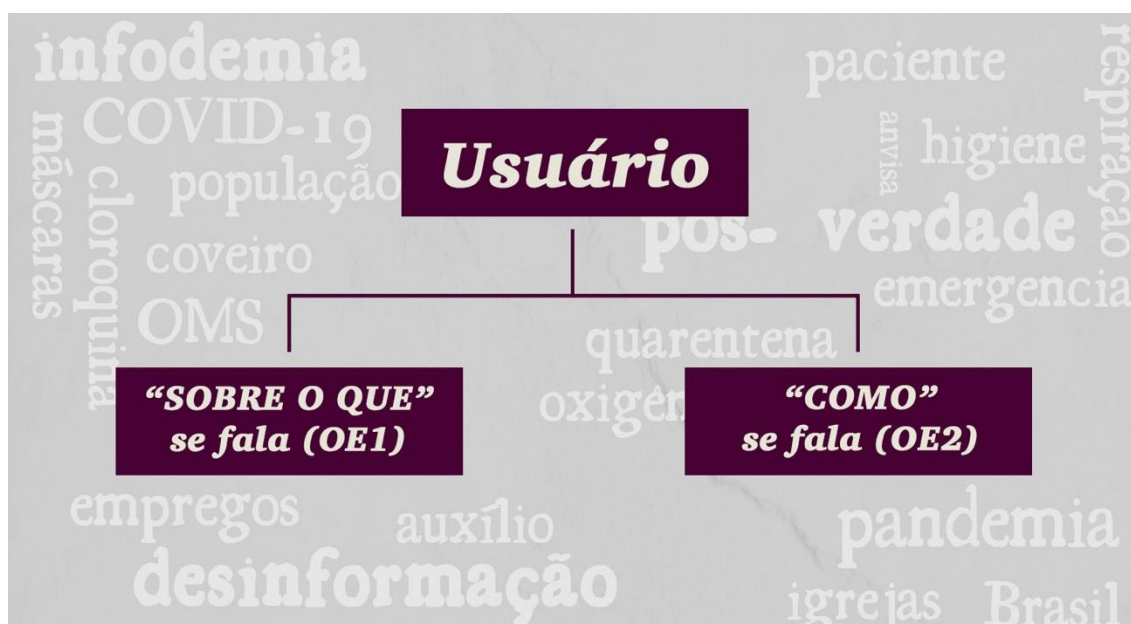 infodemia
paciente
respiração
COVID-19
máscaras
anvisa
higiene
Usuário
população
cloroquina
pós- verdade
coveiro
emergencia
OMS
quarentena
“SOBRE O QUE”
se fala (OE1)
“COMO”
se fala (OE2)
empregos
auxílio
pandemia
desinformação
igrejas
Brasil